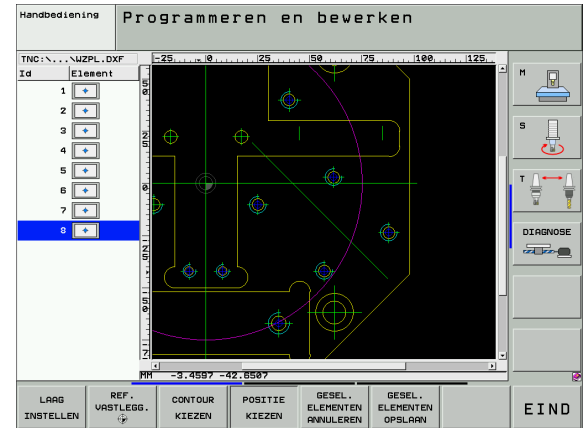 Handbediening
Programmeren en bewerken
TNC:\...\WZPL.DXF
Id Element
1
2
3
4
5
6
7
8
-25 0 25 50 75 100 125
50
25
0
-25
-50
-7
MM -3.4597 -42.6507
M
S
T
DIAGNOSE
LAAG INSTELLEN
REF. VASTLEGG.
CONTOUR KIEZEN
POSITIE KIEZEN
GESEL. ELEMENTEN ANNULEREN
GESEL. ELEMENTEN OPSLAAN
EIND